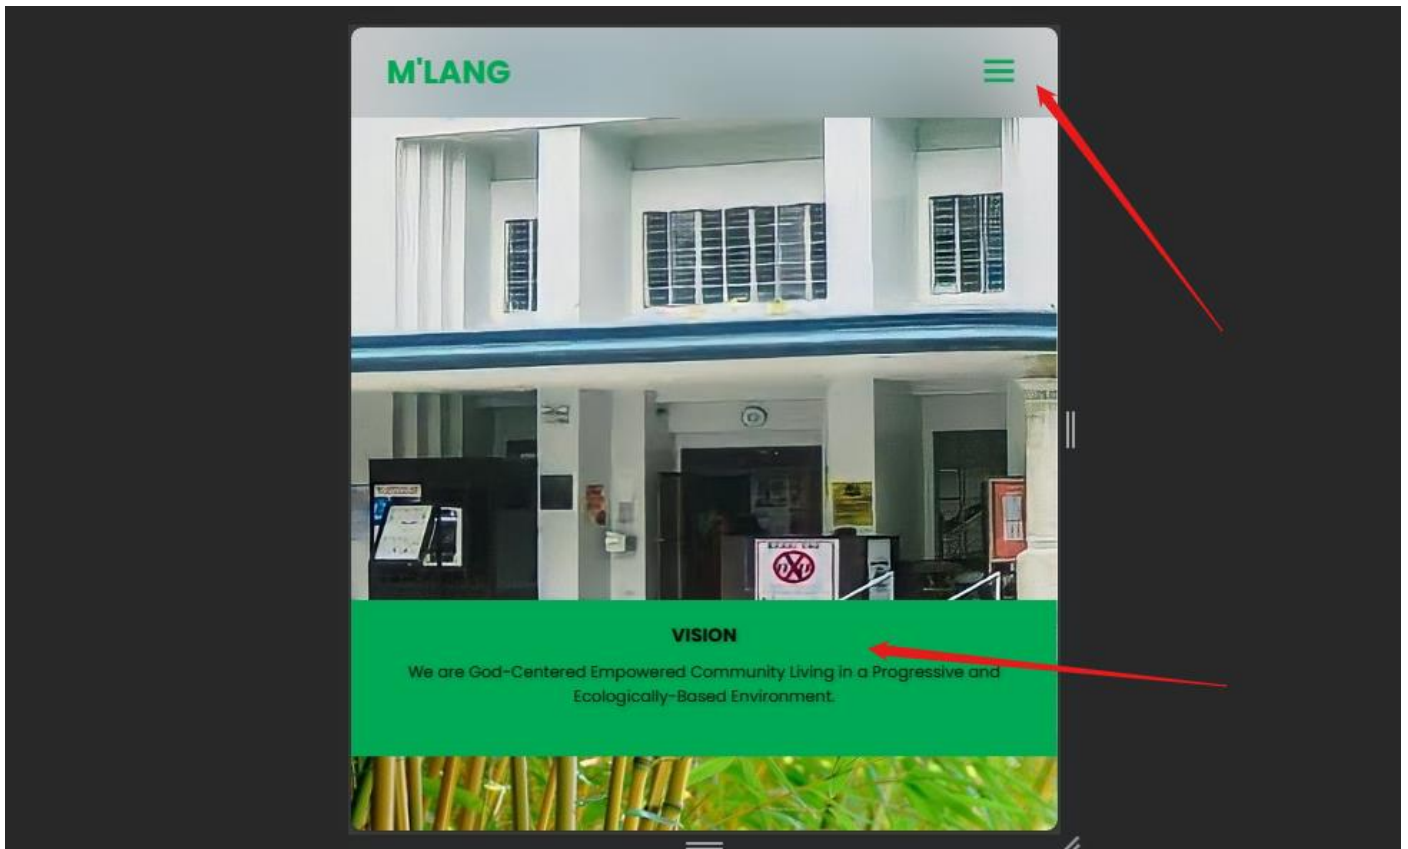 M'LANG
VISION
We are God-Centered Empowered Community Living in a Progressive and
Ecologically-Based Environment.